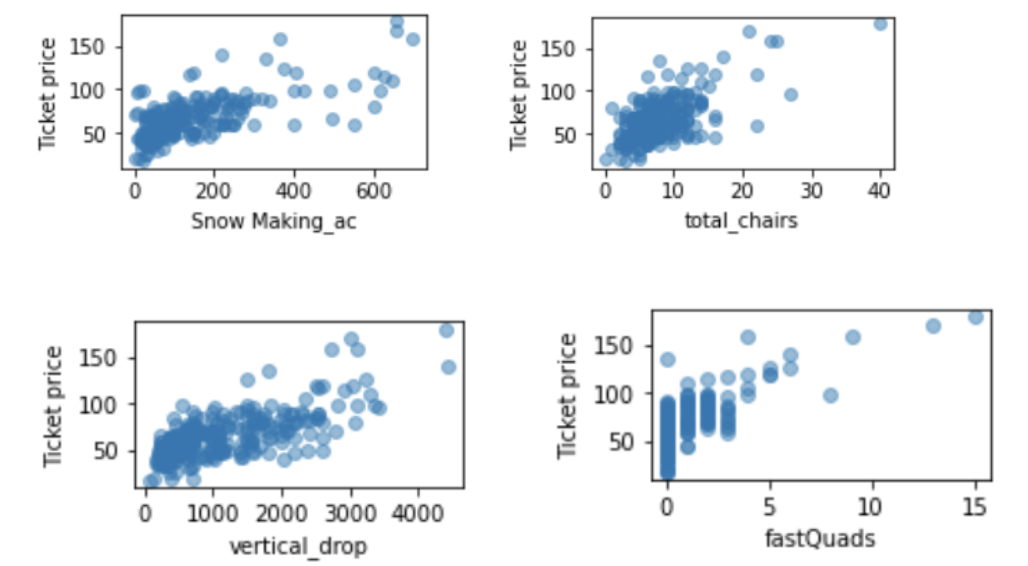 Ticket price
150
100
50
0 200 400 600
Snow Making_ac
Ticket price
150
100
50
0 10 20 30 40
total_chairs
Ticket price
150
100
50
0 1000 2000 3000 4000
vertical_drop
Ticket price
150
100
50
0 5 10 15
fastQuads